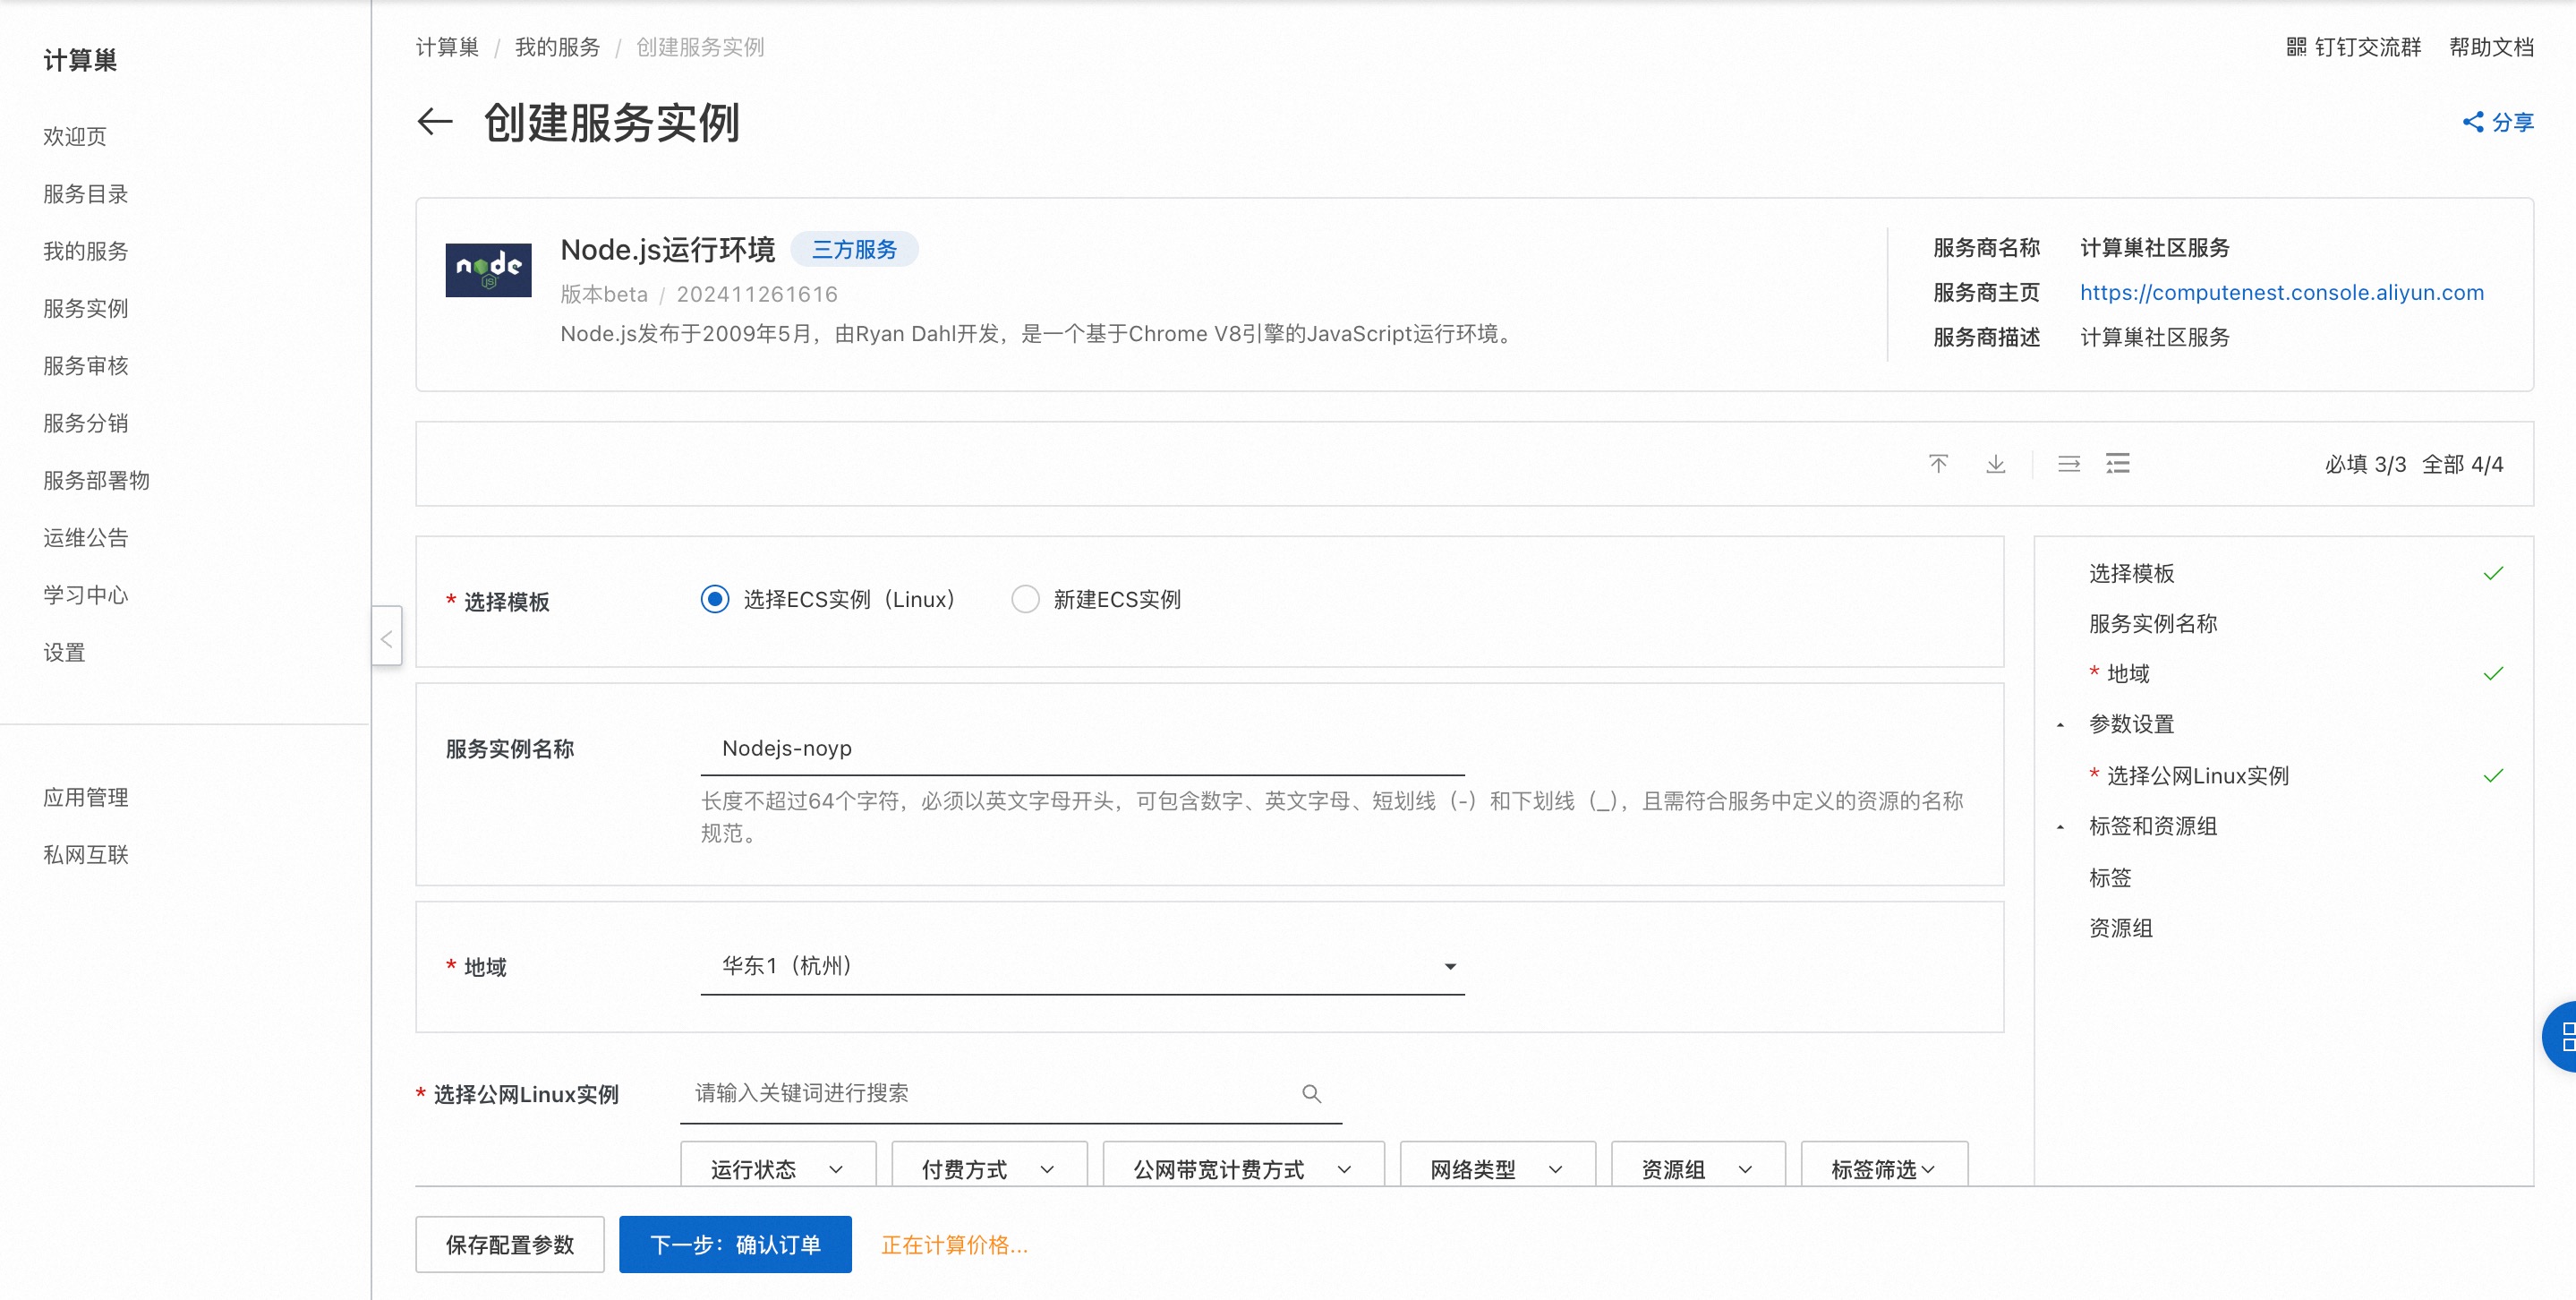 计算巢
欢迎页
服务目录
我的服务
服务实例
服务审核
服务分销
服务部署物
运维公告
学习中心
设置
应用管理
私网互联
计算巢 / 我的服务 / 创建服务实例
钉钉交流群 帮助文档
创建服务实例
分享
node
JS
Node.js运行环境 三方服务
版本beta / 202411261616
Node.js发布于2009年5月，由Ryan Dahl开发，是一个基于Chrome V8引擎的JavaScript运行环境。
服务商名称 计算巢社区服务
服务商主页 https://computenest.console.aliyun.com
服务商描述 计算巢社区服务
必填 3/3 全部 4/4
* 选择模板 选择ECS实例（Linux） 新建ECS实例
服务实例名称 Nodejs-noyp
长度不超过64个字符，必须以英文字母开头，可包含数字、英文字母、短划线（-）和下划线（_），且需符合服务中定义的资源的名称
规范。
* 地域 华东1（杭州）
* 选择公网Linux实例 请输入关键词进行搜索
运行状态 付费方式 公网带宽计费方式 网络类型 资源组 标签筛选
选择模板
服务实例名称
* 地域
参数设置
* 选择公网Linux实例
标签和资源组
标签
资源组
保存配置参数 下一步：确认订单 正在计算价格...